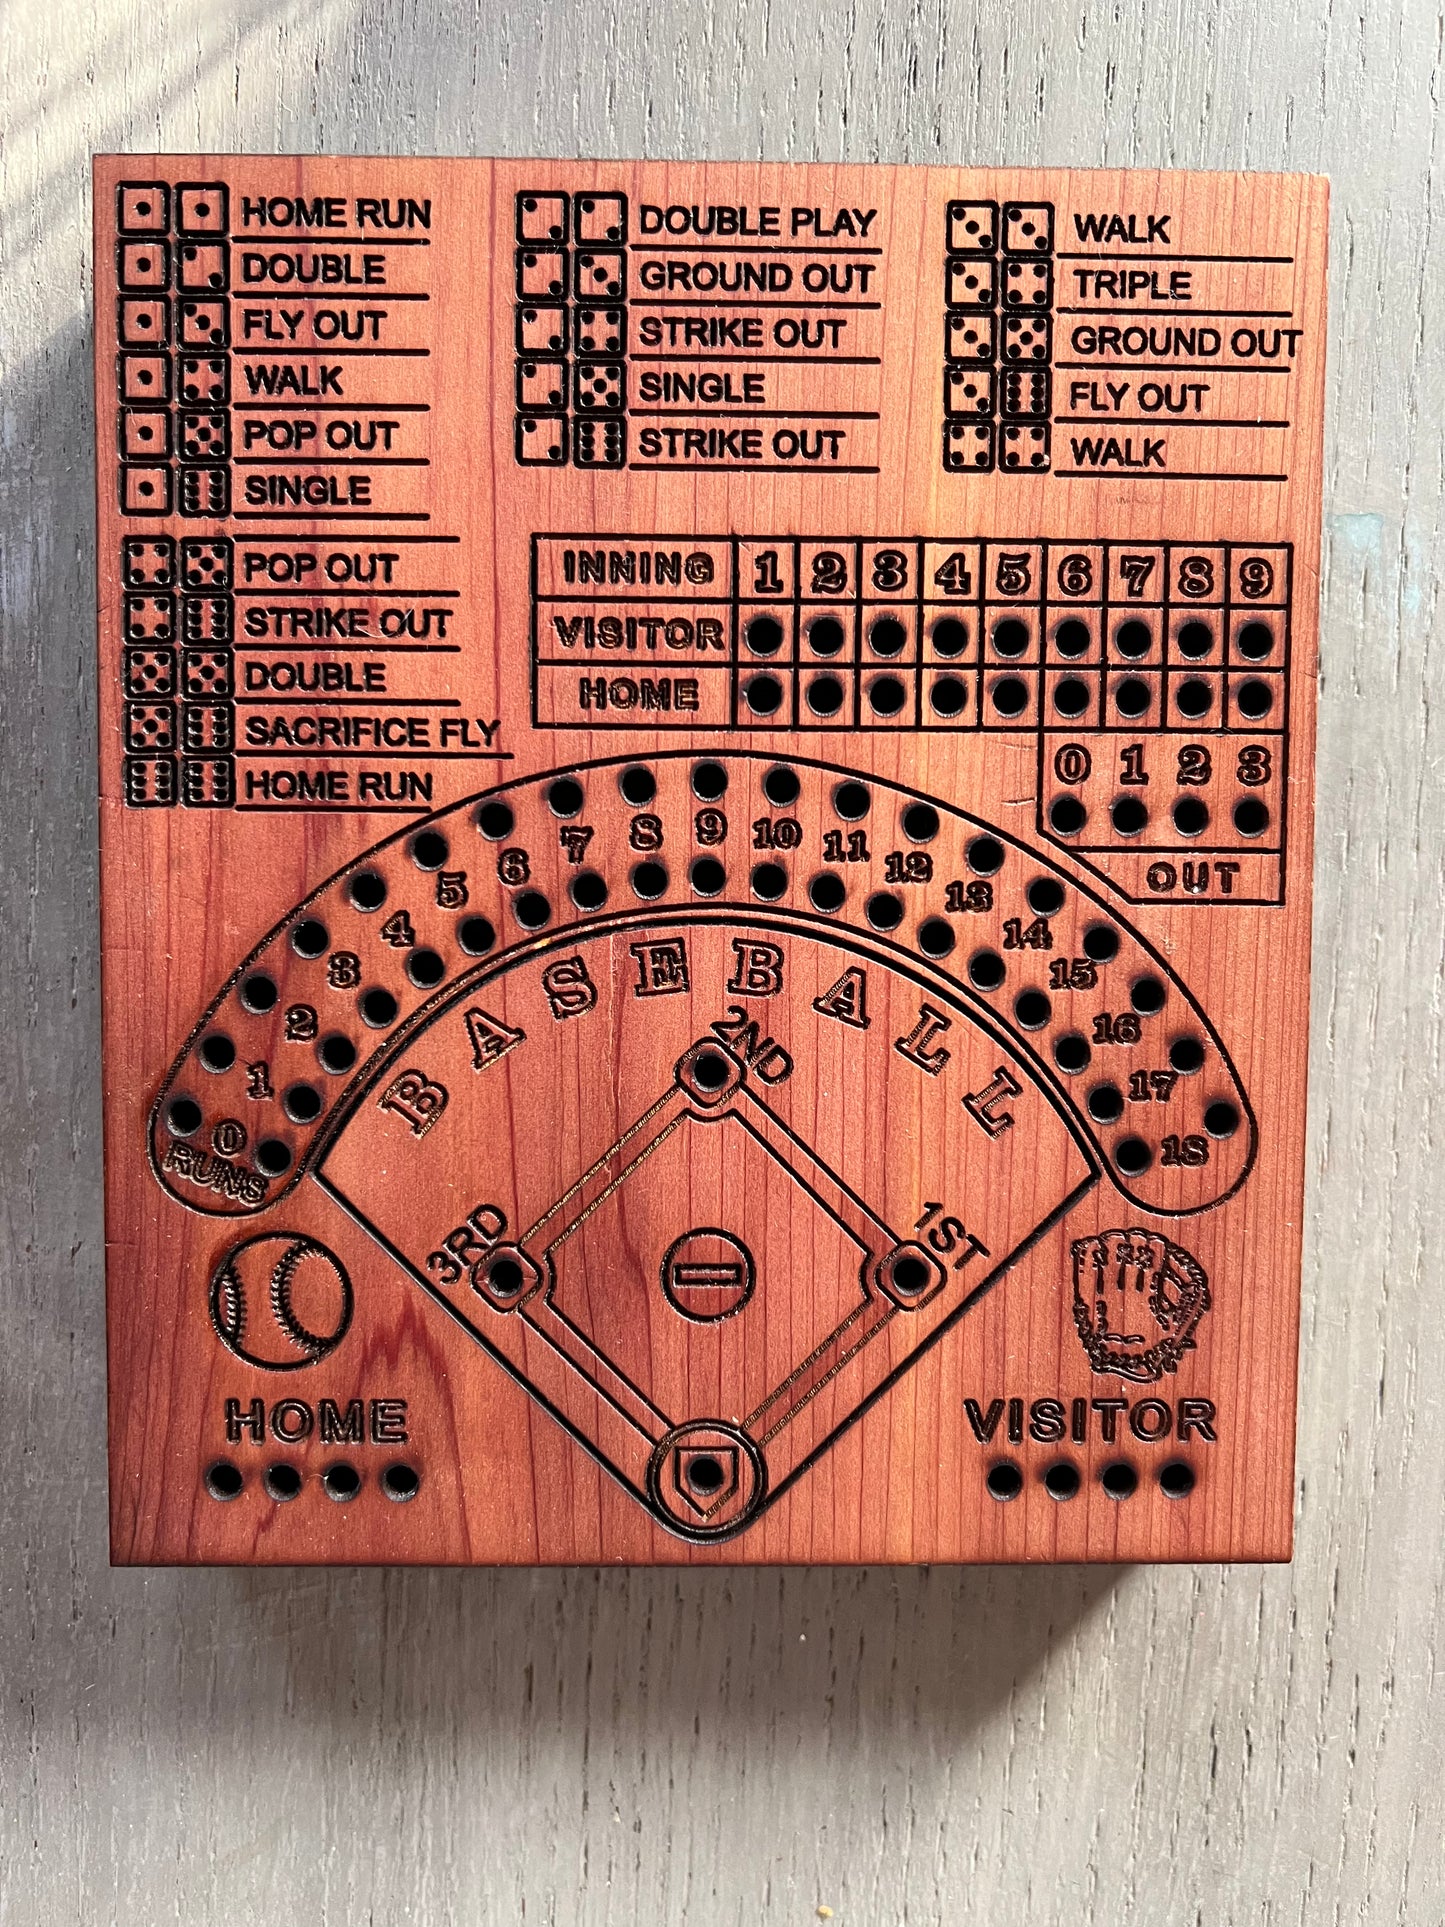 HOME RUN
DOUBLE
FLY OUT
WALK
POP OUT
SINGLE
DOUBLE PLAY
GROUND OUT
STRIKE OUT
SINGLE
STRIKE OUT
WALK
TRIPLE
GROUND OUT
FLY OUT
WALK
POP OUT
STRIKE OUT
DOUBLE
SACRIFICE FLY
HOME RUN
INNING 1 2 3 4 5 6 7 8 9
VISITOR
HOME
0 1 2 3
OUT
0 1 2 3 4 5 6 7 8 9 10 11 12 13 14 15 16 17 18
RUNS
BASEBALL
2ND
3RD
1ST
HOME
VISITOR